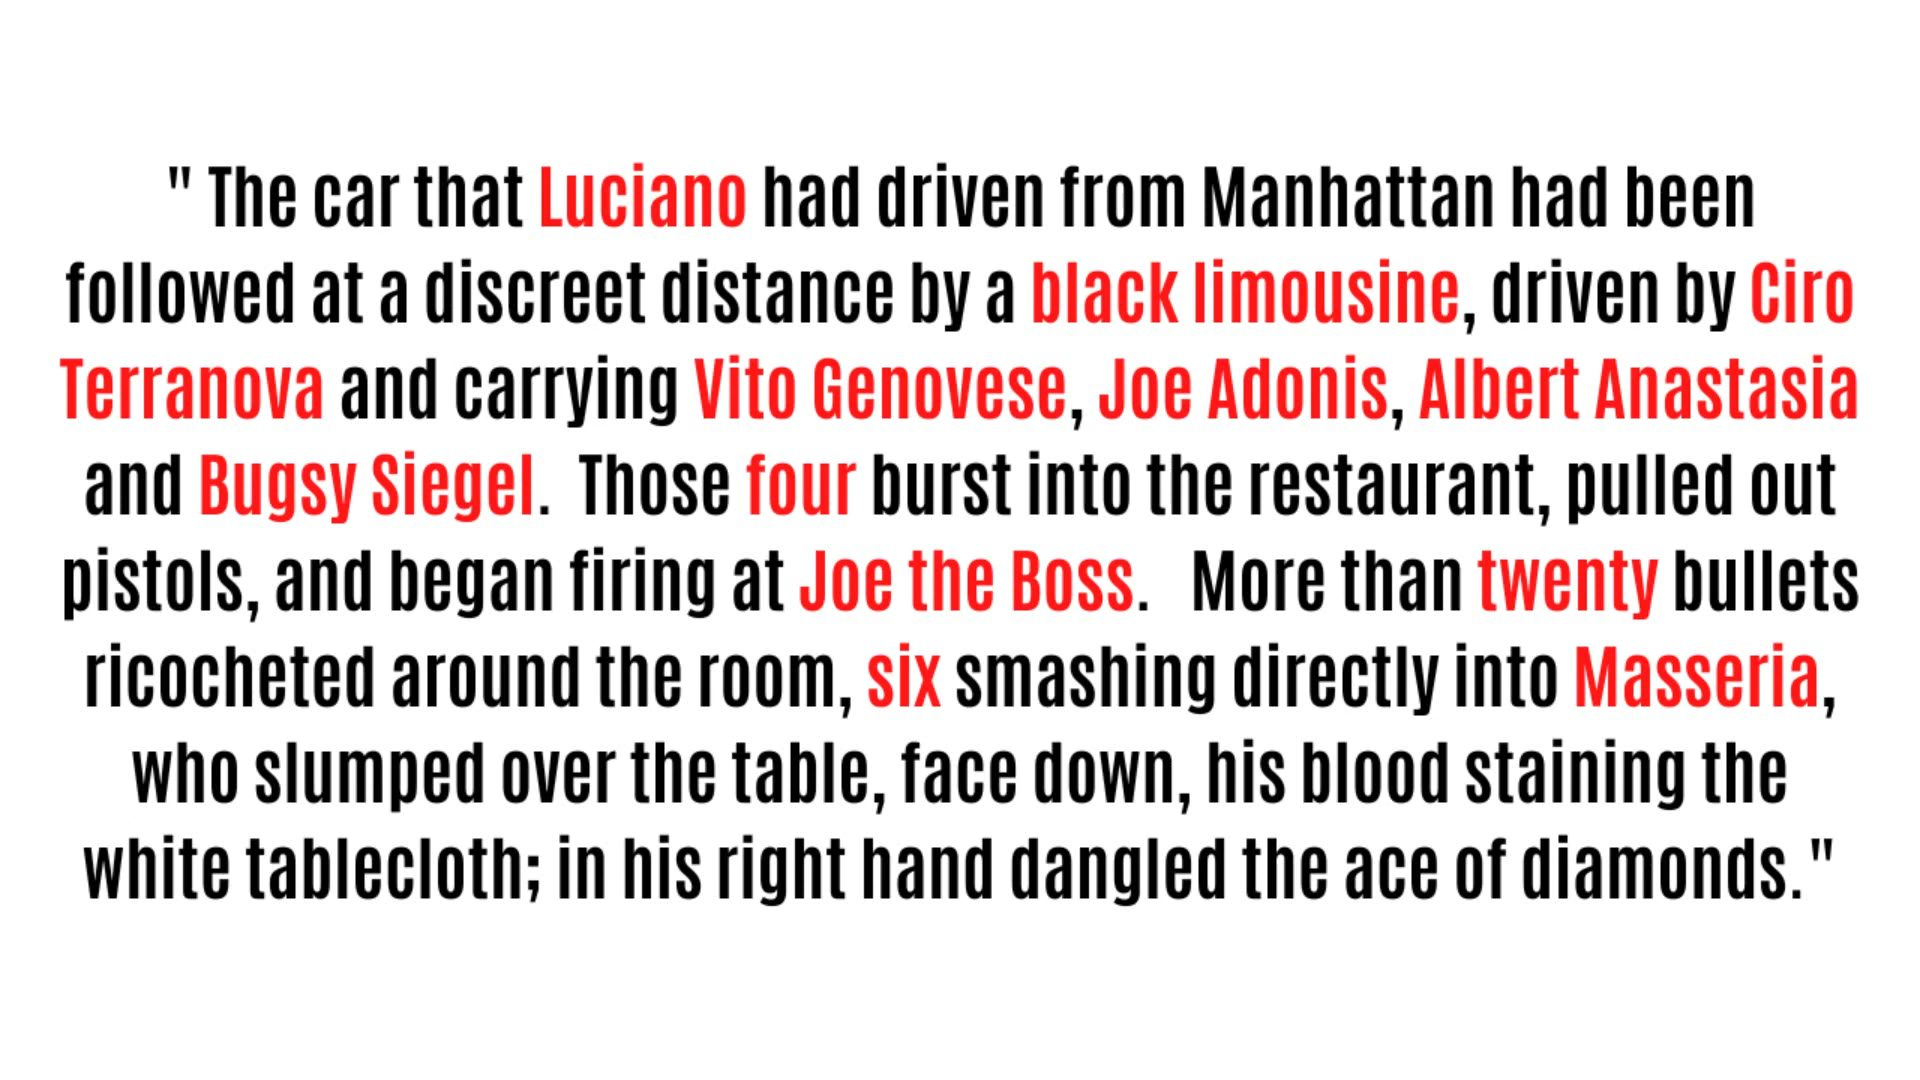 " The car that Luciano had driven from Manhattan had been
followed at a discreet distance by a black limousine, driven by Ciro
Terranova and carrying Vito Genovese, Joe Adonis, Albert Anastasia
and Bugsy Siegel.  Those four burst into the restaurant, pulled out
pistols, and began firing at Joe the Boss.   More than twenty bullets
ricocheted around the room, six smashing directly into Masseria,
who slumped over the table, face down, his blood staining the
white tablecloth; in his right hand dangled the ace of diamonds."